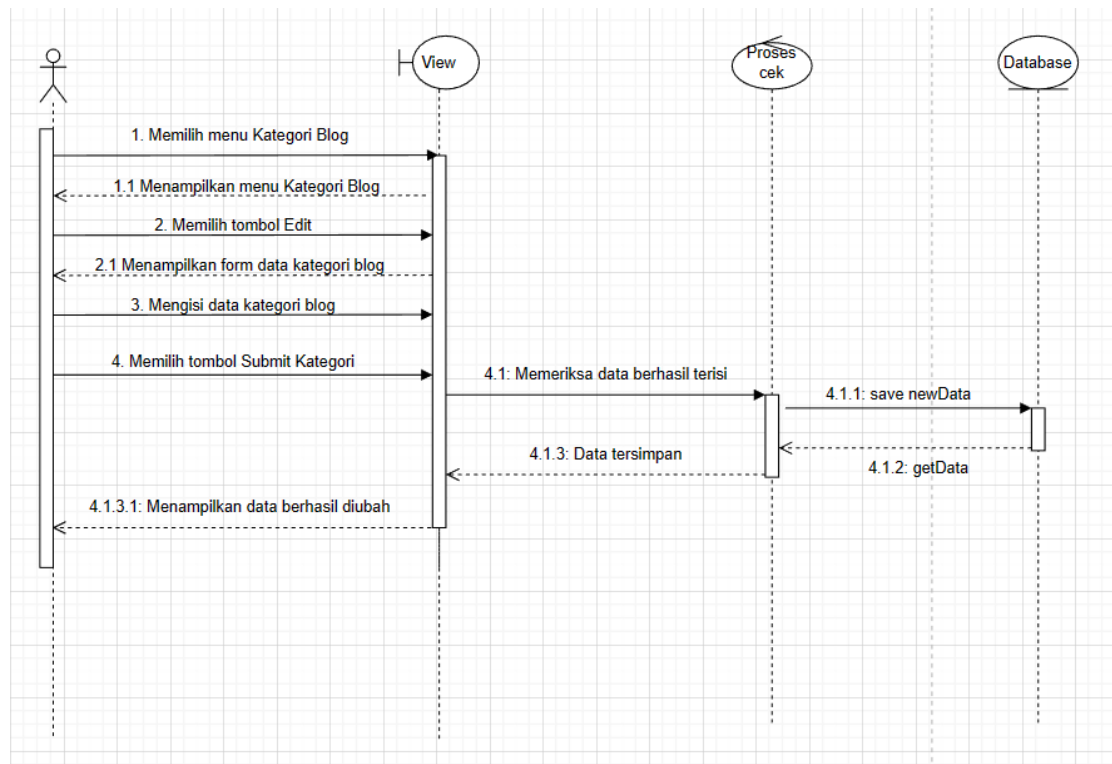 View
Proses
cek
Database
1. Memilih menu Kategori Blog
1.1 Menampilkan menu Kategori Blog
2. Memilih tombol Edit
2.1 Menampilkan form data kategori blog
3. Mengisi data kategori blog
4. Memilih tombol Submit Kategori
4.1: Memeriksa data berhasil terisi
4.1.1: save newData
4.1.2: getData
4.1.3: Data tersimpan
4.1.3.1: Menampilkan data berhasil diubah